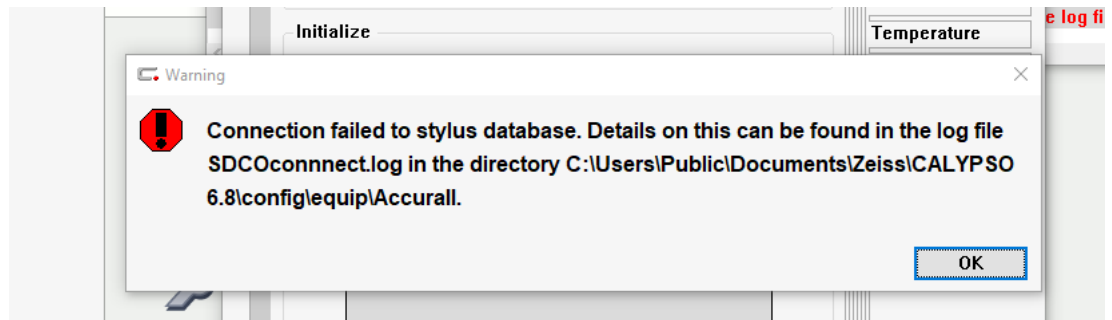 Initialize
Temperature
e log fi
Warning
Connection failed to stylus database. Details on this can be found in the log file
SDCOconnnect.log in the directory C:\Users\Public\Documents\Zeiss\CALYPSO
6.8\config\equip\Accurall.
OK